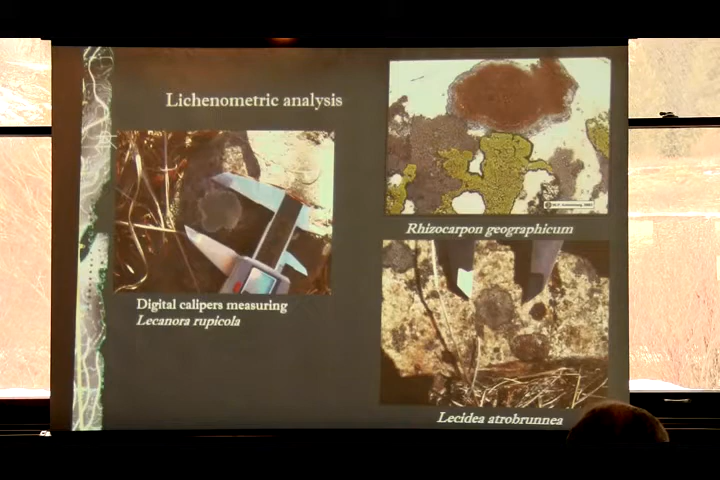 Lichenometric analysis
Rhizocarpon geographicum
Digital calipers measuring
Lecanora rupicola
Lecidea atrobrunnea